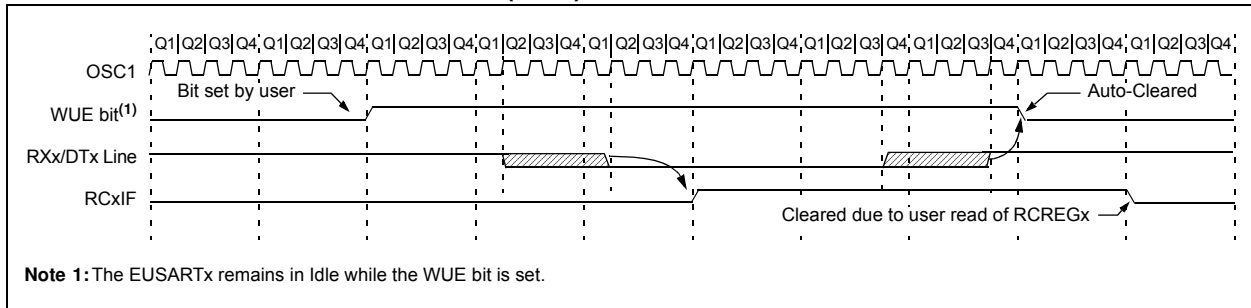 Q1 Q2 Q3 Q4 Q1 Q2 Q3 Q4 Q1 Q2 Q3 Q4 Q1 Q2 Q3 Q4 Q1 Q2 Q3 Q4 Q1 Q2 Q3 Q4 Q1 Q2 Q3 Q4 Q1 Q2 Q3 Q4 Q1 Q2 Q3 Q4 Q1 Q2 Q3 Q4
OSC1
Bit set by user
Auto-Cleared
WUE bit(1)
RXx/DTx Line
RCxIF
Cleared due to user read of RCREGx
Note 1: The EUSARTx remains in Idle while the WUE bit is set.